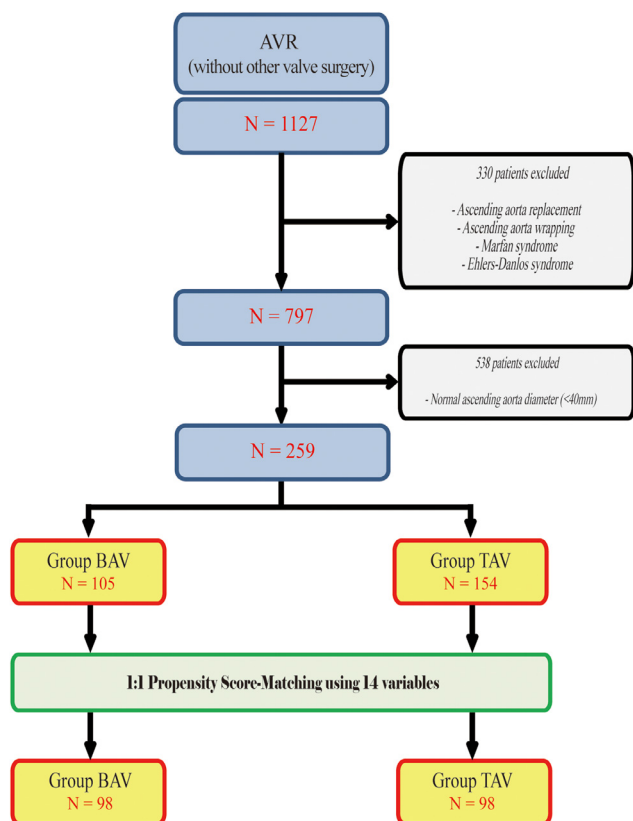 AVR
(without other valve surgery)
N = 1127
330 patients excluded
- Ascending aorta replacement
- Ascending aorta wrapping
- Marfan syndrome
- Ehlers-Danlos syndrome
N = 797
538 patients excluded
- Normal ascending aorta diameter (<40mm)
N = 259
Group BAV
N = 105
Group TAV
N = 154
1:1 Propensity Score-Matching using 14 variables
Group BAV
N = 98
Group TAV
N = 98